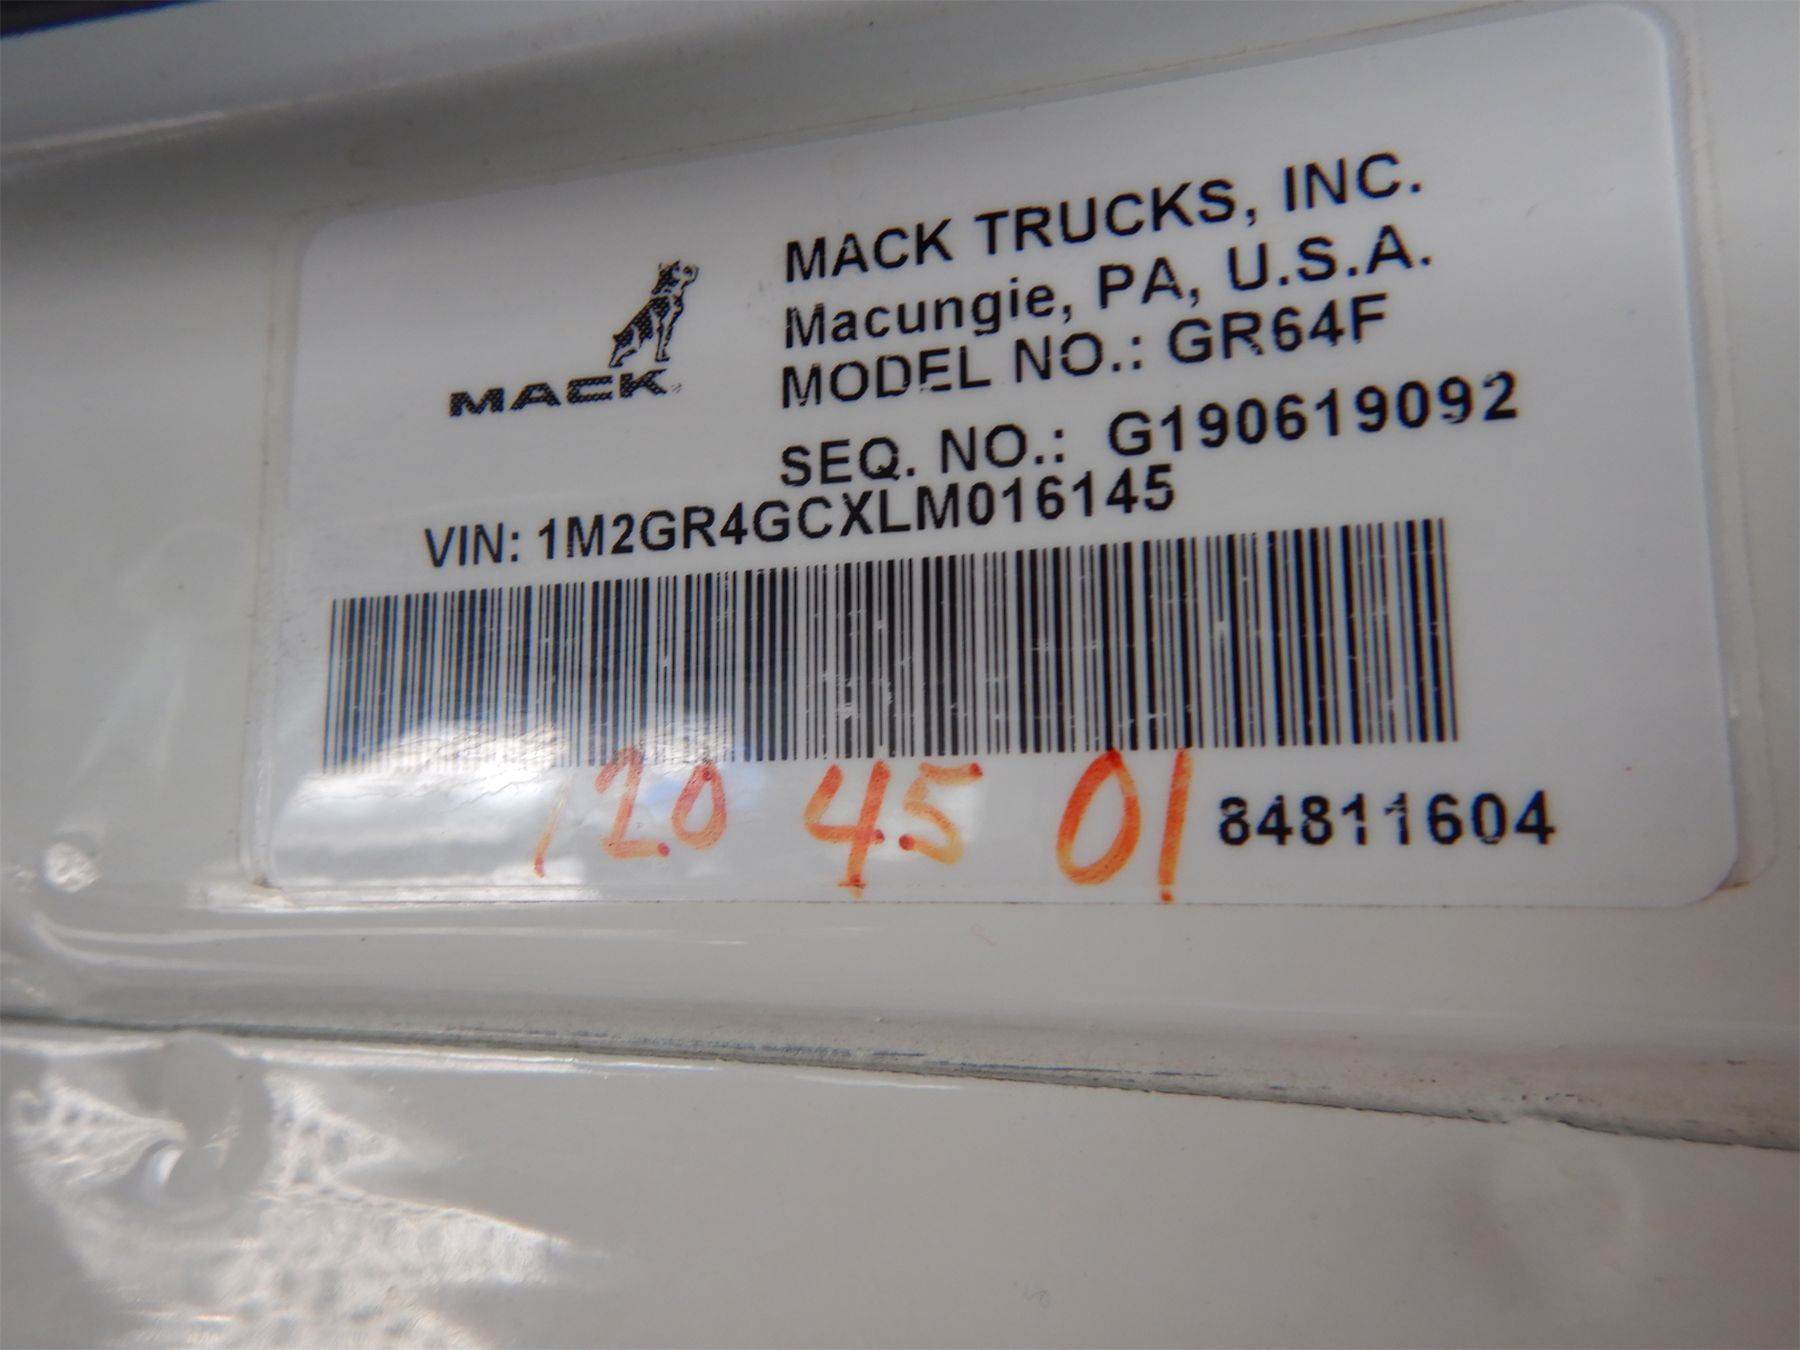 MACK TRUCKS, INC.
Macungie, PA, U.S.A.
MACK
MODEL NO.: GR64F
SEQ. NO.: G190619092
VIN: 1M2GR4GCXLM016145
120 45 01
84811604